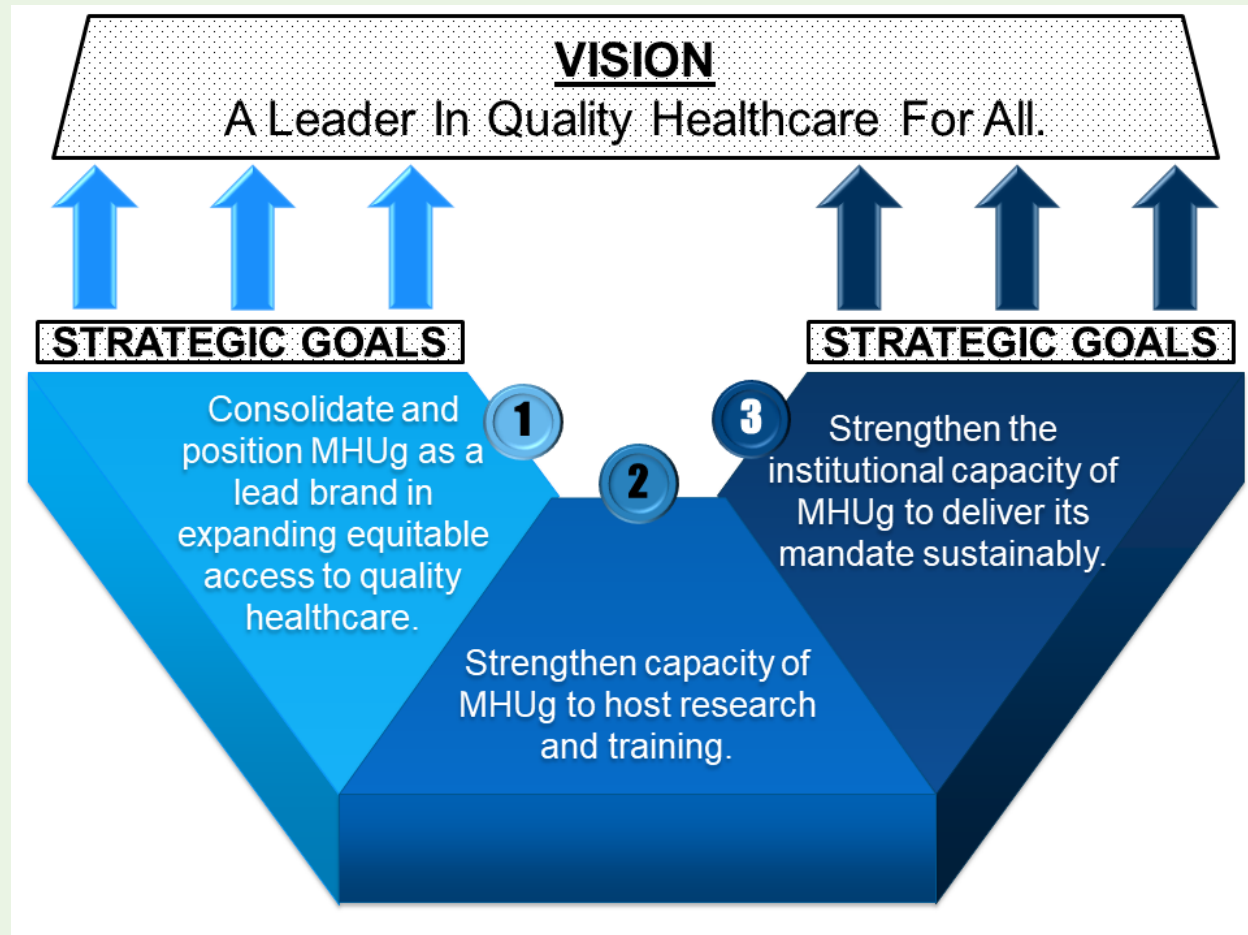 VISION
A Leader In Quality Healthcare For All.
STRATEGIC GOALS
STRATEGIC GOALS
1
Consolidate and
position MHUg as a
lead brand in
expanding equitable
access to quality
healthcare.
2
Strengthen capacity of
MHUg to host research
and training.
3
Strengthen the
institutional capacity of
MHUg to deliver its
mandate sustainably.